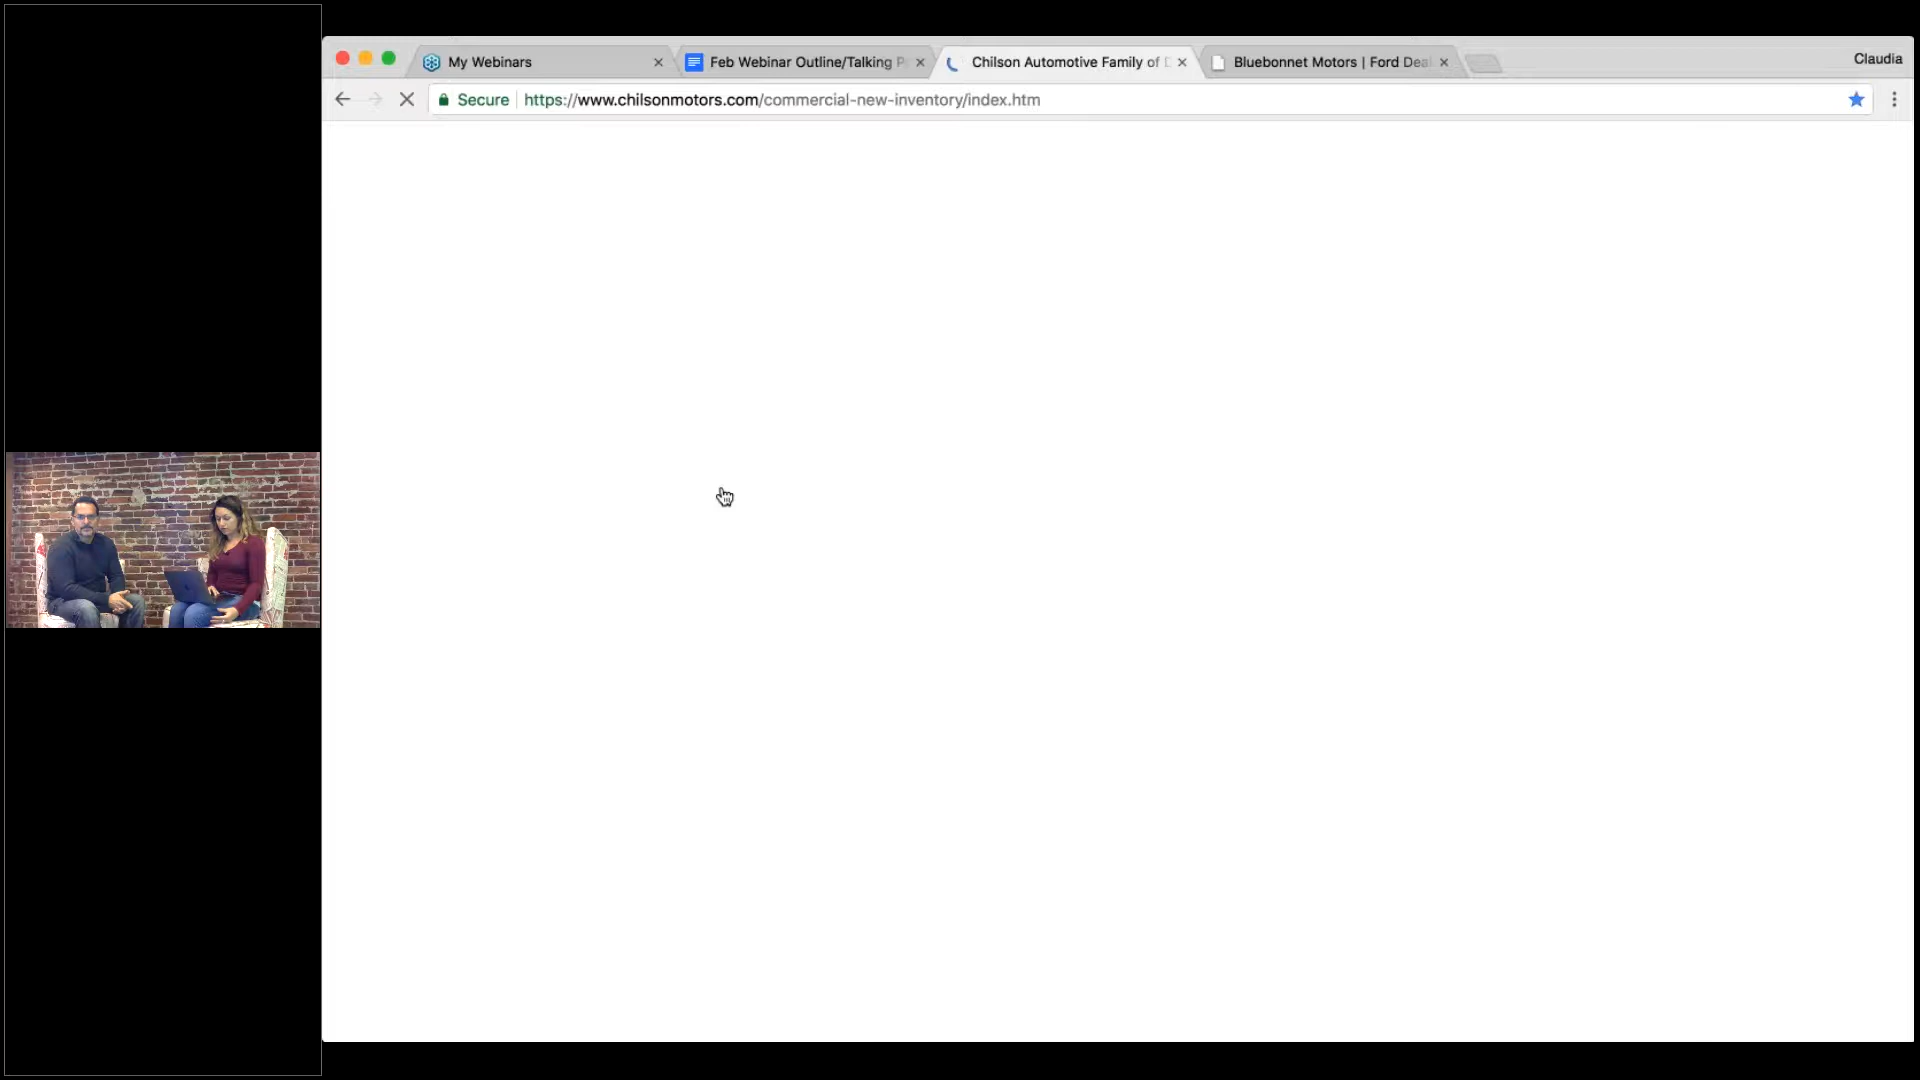 My Webinars
Feb Webinar Outline/Talking P
Chilson Automotive Family of D
Bluebonnet Motors | Ford Deal
Claudia
Secure
https://www.chilsonmotors.com/commercial-new-inventory/index.htm